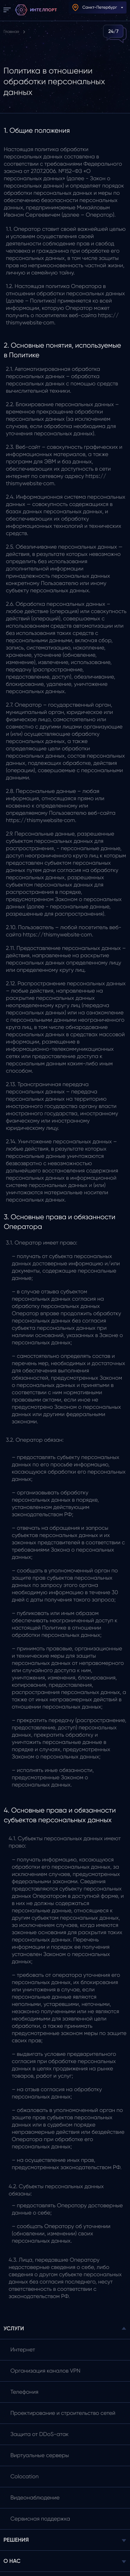 ИНТЕЛПОРТ
Санкт-Петербург
Главная >
24/7
Политика в отношении
обработки персональных
данных
1. Общие положения
Настоящая политика обработки
персональных данных составлена в
соответствии с требованиями Федерального
закона от 27.07.2006. №152-ФЗ «О
персональных данных» (далее - Закон о
персональных данных) и определяет порядок
обработки персональных данных и меры по
обеспечению безопасности персональных
данных, предпринимаемые Михайловым
Иваном Сергеевичем (далее – Оператор).
1.1. Оператор ставит своей важнейшей целью
и условием осуществления своей
деятельности соблюдение прав и свобод
человека и гражданина при обработке его
персональных данных, в том числе защиты
прав на неприкосновенность частной жизни,
личную и семейную тайну.
1.2. Настоящая политика Оператора в
отношении обработки персональных данных
(далее – Политика) применяется ко всей
информации, которую Оператор может
получить о посетителях веб-сайта https://
thismywebsite·com.
2. Основные понятия, используемые
в Политике
2.1. Автоматизированная обработка
персональных данных – обработка
персональных данных с помощью средств
вычислительной техники.
2.2. Блокирование персональных данных –
временное прекращение обработки
персональных данных (за исключением
случаев, если обработка необходима для
уточнения персональных данных).
2.3. Веб-сайт – совокупность графических и
информационных материалов, а также
программ для ЭВМ и баз данных,
обеспечивающих их доступность в сети
интернет по сетевому адресу https://
thismywebsite·com.
2.4. Информационная система персональных
данных — совокупность содержащихся в
базах данных персональных данных, и
обеспечивающих их обработку
информационных технологий и технических
средств.
2.5. Обезличивание персональных данных —
действия, в результате которых невозможно
определить без использования
дополнительной информации
принадлежность персональных данных
конкретному Пользователю или иному
субъекту персональных данных.
2.6. Обработка персональных данных –
любое действие (операция) или совокупность
действий (операций), совершаемых с
использованием средств автоматизации или
без использования таких средств с
персональными данными, включая сбор,
запись, систематизацию, накопление,
хранение, уточнение (обновление,
изменение), извлечение, использование,
передачу (распространение,
предоставление, доступ), обезличивание,
блокирование, удаление, уничтожение
персональных данных.
2.7. Оператор – государственный орган,
муниципальный орган, юридическое или
физическое лицо, самостоятельно или
совместно с другими лицами организующие
и (или) осуществляющие обработку
персональных данных, а также
определяющие цели обработки
персональных данных, состав персональных
данных, подлежащих обработке, действия
(операции), совершаемые с персональными
данными.
2.8. Персональные данные – любая
информация, относящаяся прямо или
косвенно к определенному или
определяемому Пользователю веб-сайта
https://thismywebsite·com.
2.9. Персональные данные, разрешенные
субъектом персональных данных для
распространения, - персональные данные,
доступ неограниченного круга лиц к которым
предоставлен субъектом персональных
данных путем дачи согласия на обработку
персональных данных, разрешенных
субъектом персональных данных для
распространения в порядке,
предусмотренном Законом о персональных
данных (далее - персональные данные,
разрешенные для распространения).
2.10. Пользователь – любой посетитель веб-
сайта https://thismywebsite·com.
2.11. Предоставление персональных данных –
действия, направленные на раскрытие
персональных данных определенному лицу
или определенному кругу лиц.
2.12. Распространение персональных данных
– любые действия, направленные на
раскрытие персональных данных
неопределенному кругу лиц (передача
персональных данных) или на ознакомление
с персональными данными неограниченного
круга лиц, в том числе обнародование
персональных данных в средствах массовой
информации, размещение в
информационно-телекоммуникационных
сетях или предоставление доступа к
персональным данным каким-либо иным
способом.
2.13. Трансграничная передача
персональных данных – передача
персональных данных на территорию
иностранного государства органу власти
иностранного государства, иностранному
физическому или иностранному
юридическому лицу.
2.14. Уничтожение персональных данных –
любые действия, в результате которых
персональные данные уничтожаются
безвозвратно с невозможностью
дальнейшего восстановления содержания
персональных данных в информационной
системе персональных данных и (или)
уничтожаются материальные носители
персональных данных.
3. Основные права и обязанности
Оператора
3.1. Оператор имеет право:
– получать от субъекта персональных
данных достоверные информацию и/или
документы, содержащие персональные
данные;
– в случае отзыва субъектом
персональных данных согласия на
обработку персональных данных
Оператор вправе продолжить обработку
персональных данных без согласия
субъекта персональных данных при
наличии оснований, указанных в Законе о
персональных данных;
– самостоятельно определять состав и
перечень мер, необходимых и достаточных
для обеспечения выполнения
обязанностей, предусмотренных Законом
о персональных данных и принятыми в
соответствии с ним нормативными
правовыми актами, если иное не
предусмотрено Законом о персональных
данных или другими федеральными
законами.
3.2. Оператор обязан:
– предоставлять субъекту персональных
данных по его просьбе информацию,
касающуюся обработки его персональных
данных;
– организовывать обработку
персональных данных в порядке,
установленном действующим
законодательством РФ;
– отвечать на обращения и запросы
субъектов персональных данных и их
законных представителей в соответствии с
требованиями Закона о персональных
данных;
– сообщать в уполномоченный орган по
защите прав субъектов персональных
данных по запросу этого органа
необходимую информацию в течение 30
дней с даты получения такого запроса;
– публиковать или иным образом
обеспечивать неограниченный доступ к
настоящей Политике в отношении
обработки персональных данных;
– принимать правовые, организационные
и технические меры для защиты
персональных данных от неправомерного
или случайного доступа к ним,
уничтожения, изменения, блокирования,
копирования, предоставления,
распространения персональных данных, а
также от иных неправомерных действий в
отношении персональных данных;
– прекратить передачу (распространение,
предоставление, доступ) персональных
данных, прекратить обработку и
уничтожить персональные данные в
порядке и случаях, предусмотренных
Законом о персональных данных;
– исполнять иные обязанности,
предусмотренные Законом о
персональных данных.
4. Основные права и обязанности
субъектов персональных данных
4.1. Субъекты персональных данных имеют
право:
– получать информацию, касающуюся
обработки его персональных данных, за
исключением случаев, предусмотренных
федеральными законами. Сведения
предоставляются субъекту персональных
данных Оператором в доступной форме, и
в них не должны содержаться
персональные данные, относящиеся к
другим субъектам персональных данных,
за исключением случаев, когда имеются
законные основания для раскрытия таких
персональных данных. Перечень
информации и порядок ее получения
установлен Законом о персональных
данных;
– требовать от оператора уточнения его
персональных данных, их блокирования
или уничтожения в случае, если
персональные данные являются
неполными, устаревшими, неточными,
незаконно полученными или не являются
необходимыми для заявленной цели
обработки, а также принимать
предусмотренные законом меры по защите
своих прав;
– выдвигать условие предварительного
согласия при обработке персональных
данных в целях продвижения на рынке
товаров, работ и услуг;
– на отзыв согласия на обработку
персональных данных;
– обжаловать в уполномоченный орган по
защите прав субъектов персональных
данных или в судебном порядке
неправомерные действия или бездействие
Оператора при обработке его
персональных данных;
– на осуществление иных прав,
предусмотренных законодательством РФ.
4.2. Субъекты персональных данных
обязаны:
– предоставлять Оператору достоверные
данные о себе;
– сообщать Оператору об уточнении
(обновлении, изменении) своих
персональных данных.
4.3. Лица, передавшие Оператору
недостоверные сведения о себе, либо
сведения о другом субъекте персональных
данных без согласия последнего, несут
ответственность в соответствии с
законодательством РФ.
УСЛУГИ
Интернет
Организация каналов VPN
Телефония
Проектирование и строительство сетей
Защита от DDoS-атак
Виртуальные серверы
Colocation
Видеонаблюдение
Сервисная поддержка
РЕШЕНИЯ
О НАС